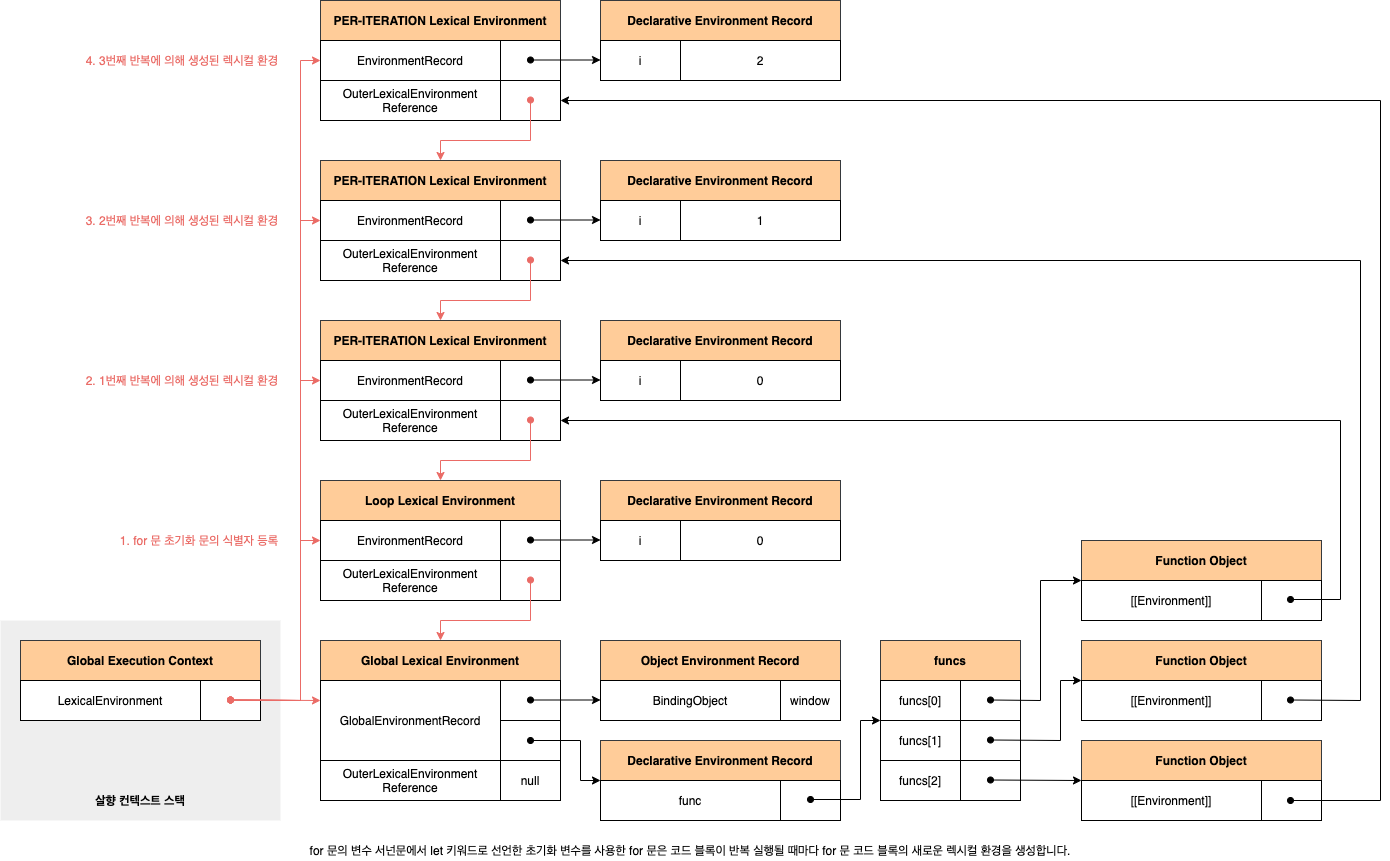 PER-ITERATION Lexical Environment
Declarative Environment Record
4. 3번째 반복에 의해 생성된 렉시컬 환경
EnvironmentRecord
i
2
OuterLexicalEnvironment
Reference
PER-ITERATION Lexical Environment
Declarative Environment Record
3. 2번째 반복에 의해 생성된 렉시컬 환경
EnvironmentRecord
i
1
OuterLexicalEnvironment
Reference
PER-ITERATION Lexical Environment
Declarative Environment Record
2. 1번째 반복에 의해 생성된 렉시컬 환경
EnvironmentRecord
i
0
OuterLexicalEnvironment
Reference
Loop Lexical Environment
Declarative Environment Record
1. for 문 초기화 문의 식별자 등록
EnvironmentRecord
i
0
OuterLexicalEnvironment
Reference
Function Object
[[Environment]]
Global Execution Context
LexicalEnvironment
살향 컨텍스트 스택
Global Lexical Environment
GlobalEnvironmentRecord
OuterLexicalEnvironment
Reference
null
Object Environment Record
BindingObject
window
Declarative Environment Record
func
funcs
funcs[0]
funcs[1]
funcs[2]
Function Object
[[Environment]]
Function Object
[[Environment]]
for 문의 변수 서넌문에서 let 키워드로 선언한 초기화 변수를 사용한 for 문은 코드 블록이 반복 실행될 때마다 for 문 코드 블록의 새로운 렉시컬 환경을 생성합니다.